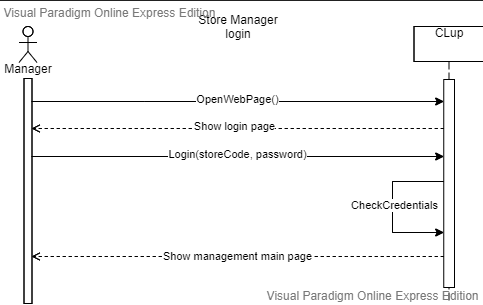 Visual Paradigm Online Express Edition
Store Manager
login
Manager
CLup
OpenWebPage()
Show login page
Login(storeCode, password)
CheckCredentials
Show management main page
Visual Paradigm Online Express Edition